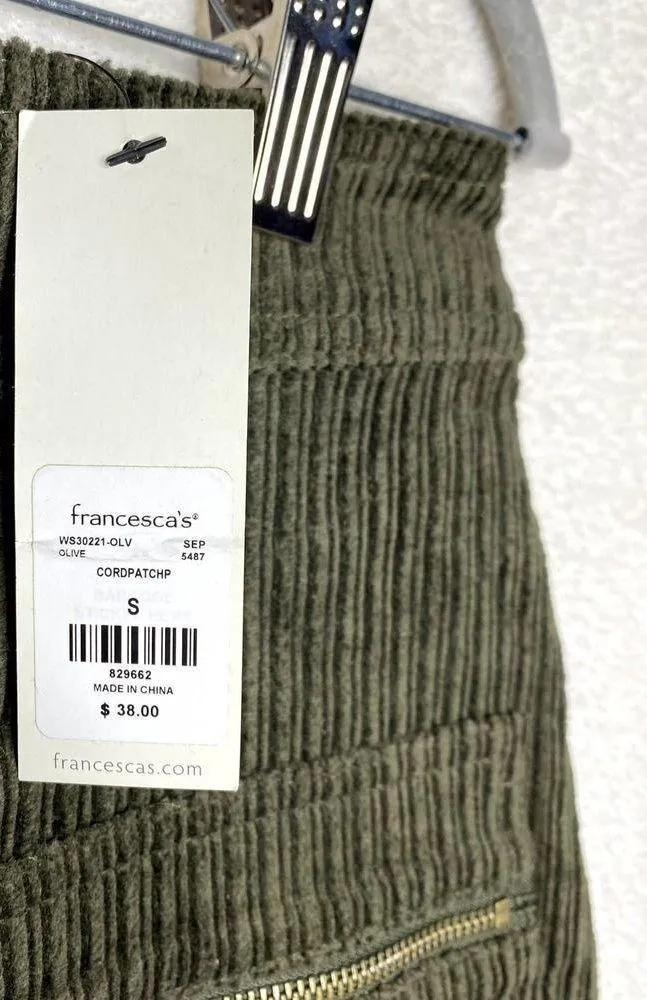 francesca's®
WS30221-OLV SEP
OLIVE 5487
CORDPATCHP
S
829662
MADE IN CHINA
$ 38.00
francescas.com